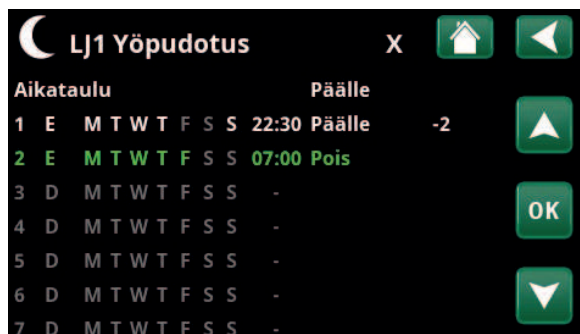 LJ1 Yöpudotus X
Aikataulu Päälle
1 E M T W T F S S 22:30 Päälle -2
2 E M T W T F S S 07:00 Pois
3 D M T W T F S S -
4 D M T W T F S S -
OK
5 D M T W T F S S -
6 D M T W T F S S -
7 D M T W T F S S